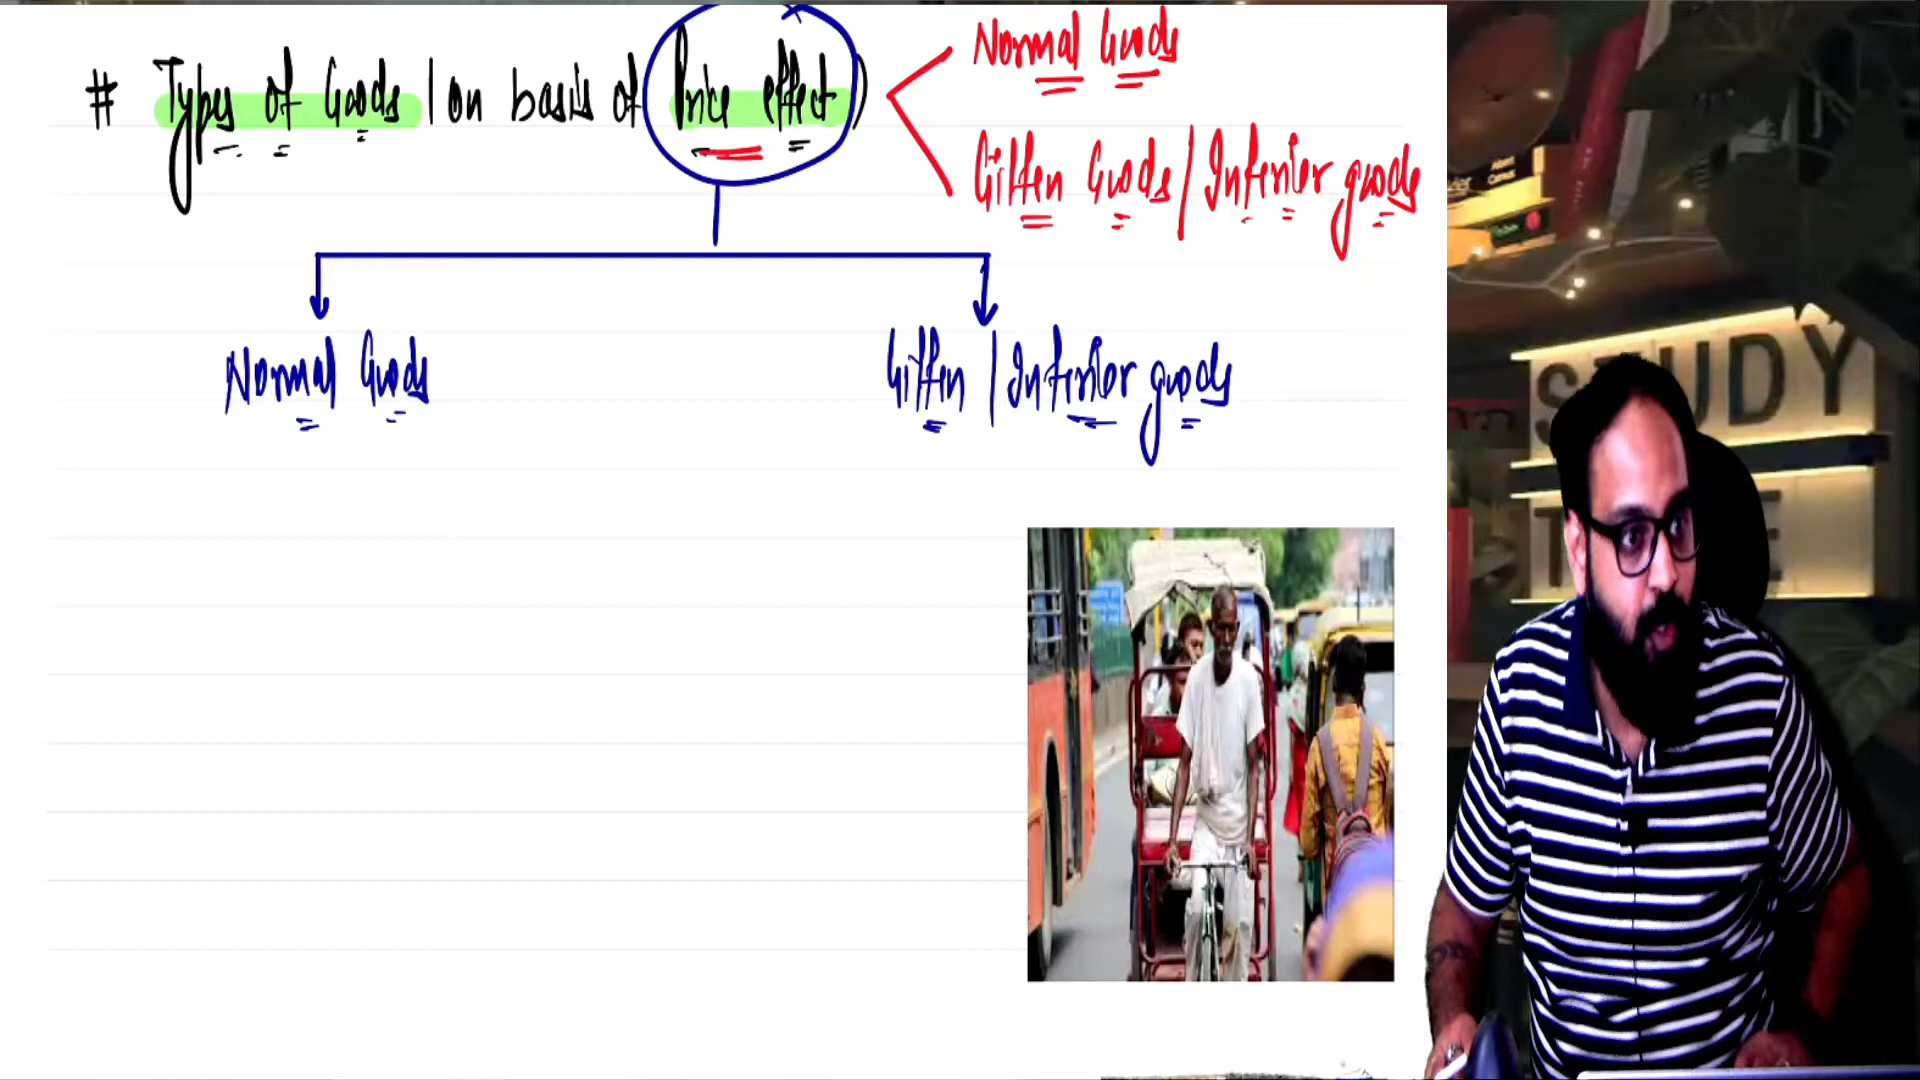 # Types of Goods (on basis of Price effect)
Normal Goods
Giffen Goods / Inferior goods
Normal Goods
Giffen / Inferior goods
STUDY